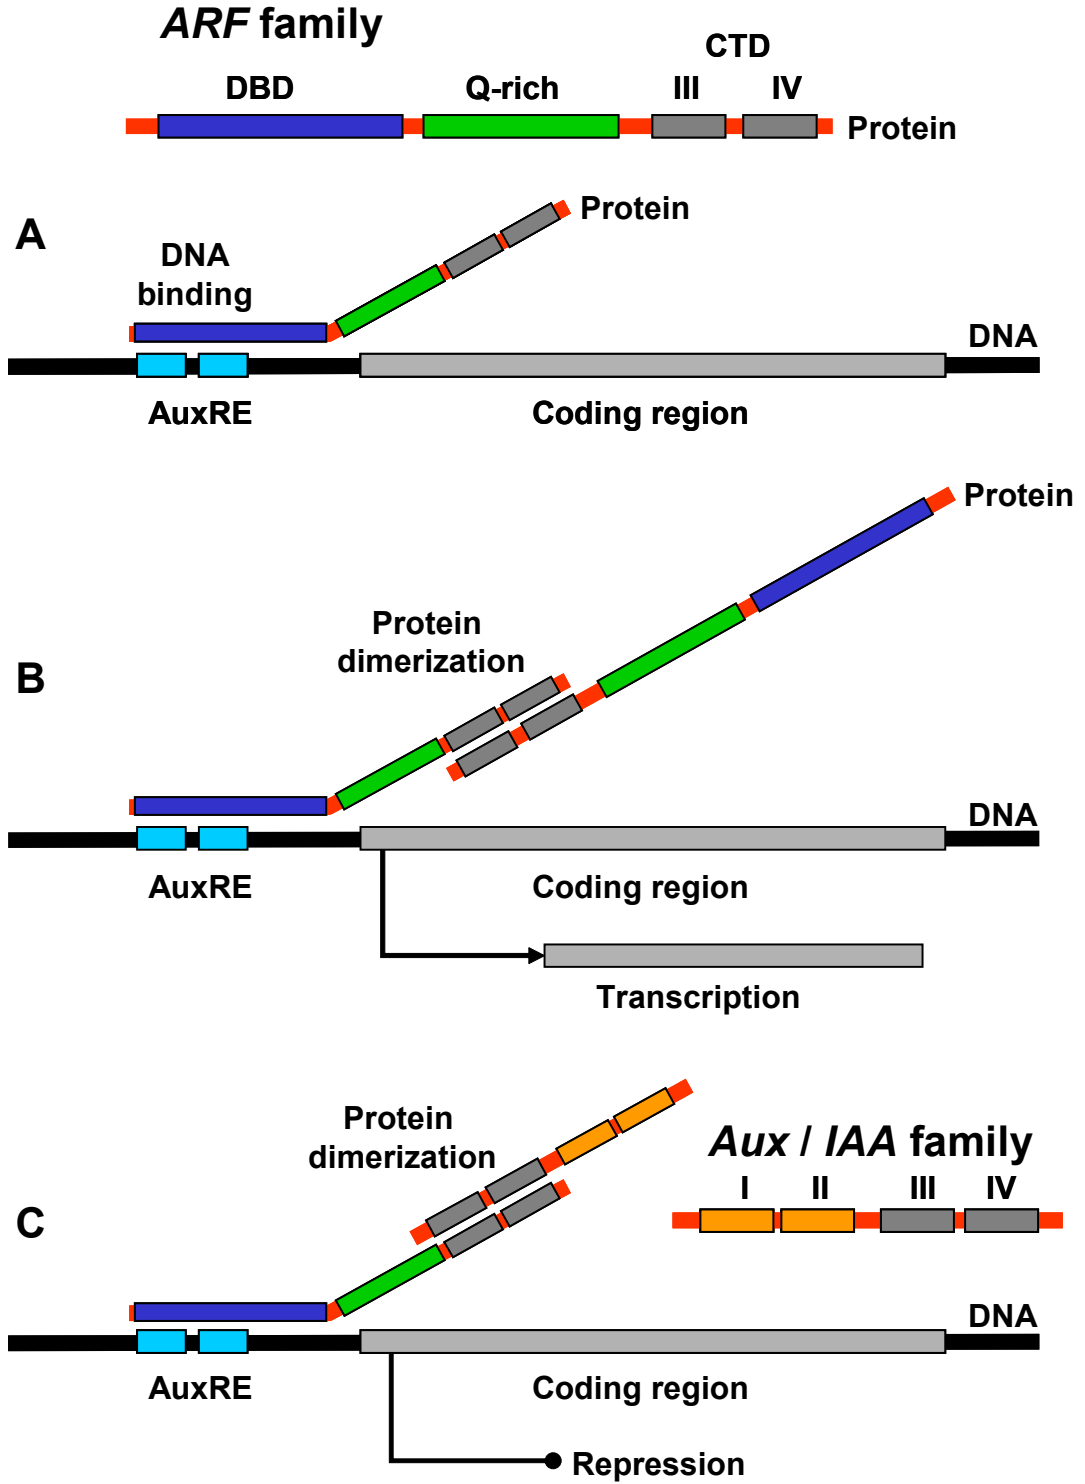 ARF family
CTD
DBD Q-rich III IV
Protein
A
Protein
DNA
binding
DNA
AuxRE Coding region
Protein
B
Protein
dimerization
DNA
AuxRE Coding region
Transcription
C
Protein
dimerization
Aux / IAA family
I II III IV
DNA
AuxRE Coding region
Repression